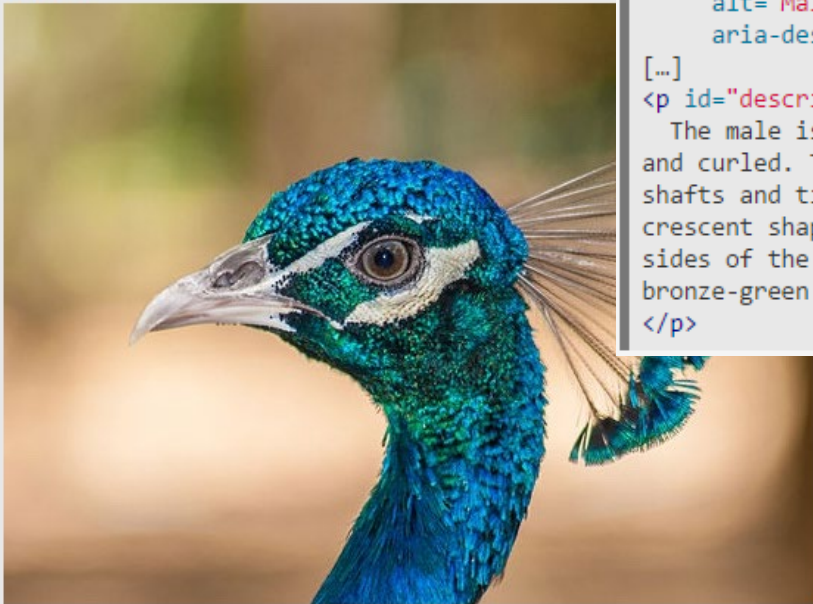 alt="Mal
aria-des
[…]
<p id="descri
The male is
and curled. T
shafts and ti
crescent shap
sides of the
bronze-green
</p>